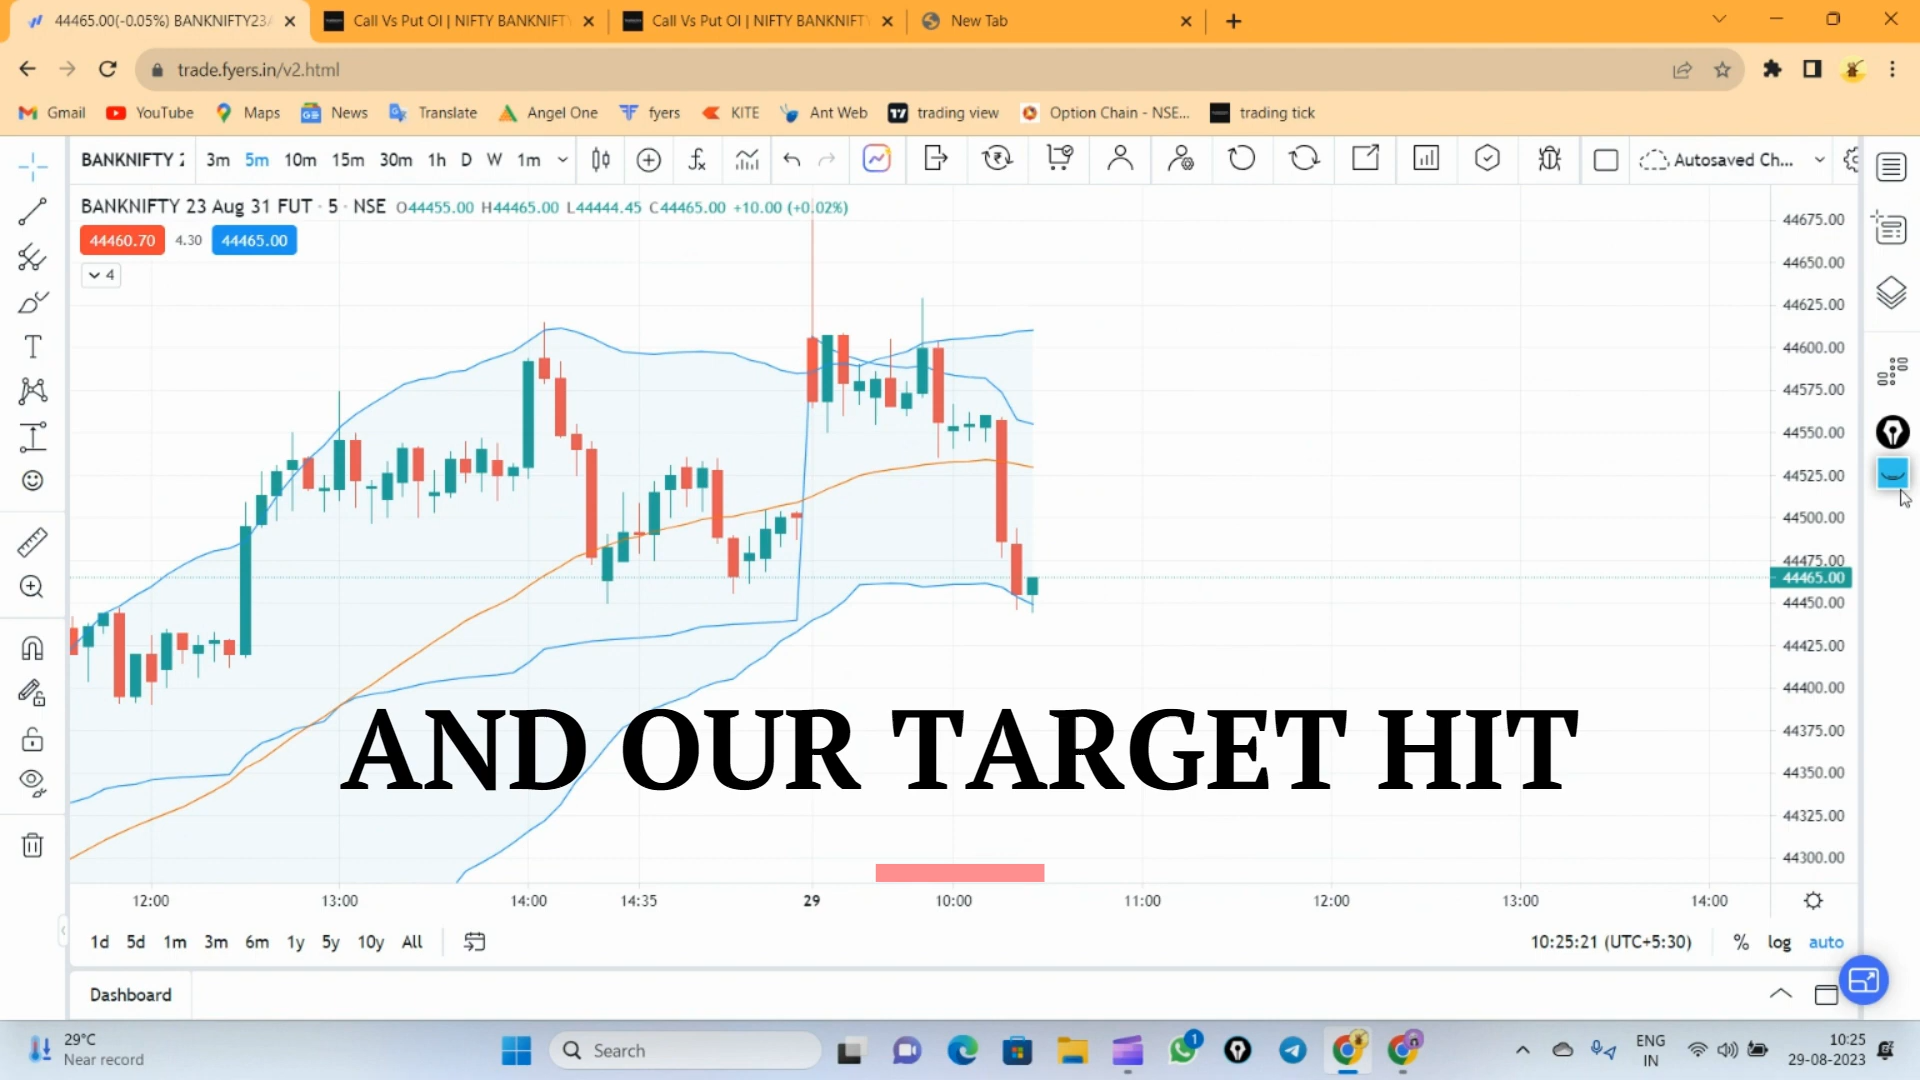 44465.00(-0.05%) BANKNIFTY23A
Call Vs Put OI | NIFTY BANKNIFTY
Call Vs Put OI | NIFTY BANKNIFTY
New Tab
trade.fyers.in/v2.html
Gmail
YouTube
Maps
News
Translate
Angel One
fyers
KITE
Ant Web
trading view
Option Chain - NSE...
trading tick
BANKNIFTY 2
3m 5m 10m 15m 30m 1h D W 1m
Autosaved Ch...
BANKNIFTY 23 Aug 31 FUT · 5 · NSE O44455.00 H44465.00 L44444.45 C44465.00 +10.00 (+0.02%)
44460.70 4.30 44465.00
4
44675.00
44650.00
44625.00
44600.00
44575.00
44550.00
44525.00
44500.00
44475.00
44465.00
44450.00
44425.00
44400.00
44375.00
44350.00
44325.00
44300.00
AND OUR TARGET HIT
12:00 13:00 14:00 14:35 29 10:00 11:00 12:00 13:00 14:00
1d 5d 1m 3m 6m 1y 5y 10y All
10:25:21 (UTC+5:30) % log auto
Dashboard
29°C
Near record
Search
1
ENG
IN
10:25
29-08-2023